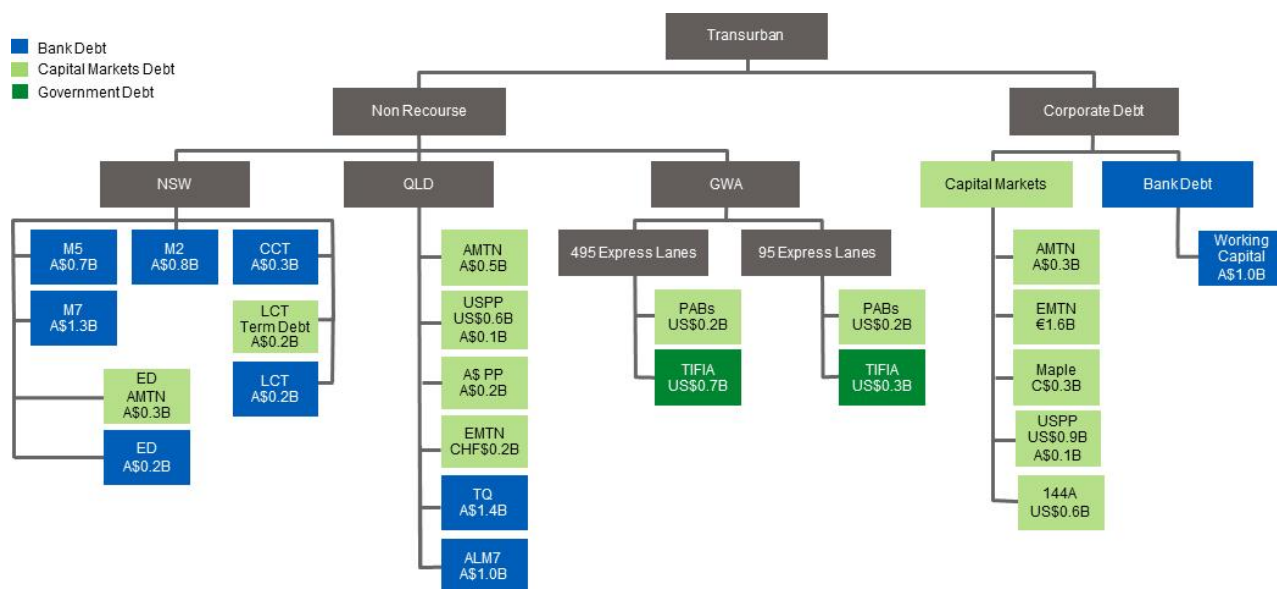 Bank Debt
Capital Markets Debt
Government Debt
Transurban
Non Recourse
Corporate Debt
NSW
QLD
GWA
Capital Markets
Bank Debt
M5
A$0.7B
M2
A$0.8B
CCT
A$0.3B
M7
A$1.3B
LCT
Term Debt
A$0.2B
ED
AMTN
A$0.3B
LCT
A$0.2B
ED
A$0.2B
AMTN
A$0.5B
USPP
US$0.6B
A$0.1B
A$ PP
A$0.2B
EMTN
CHF$0.2B
TQ
A$1.4B
ALM7
A$1.0B
495 Express Lanes
PABs
US$0.2B
TIFIA
US$0.7B
95 Express Lanes
PABs
US$0.2B
TIFIA
US$0.3B
AMTN
A$0.3B
EMTN
€1.6B
Maple
C$0.3B
USPP
US$0.9B
A$0.1B
144A
US$0.6B
Working
Capital
A$1.0B